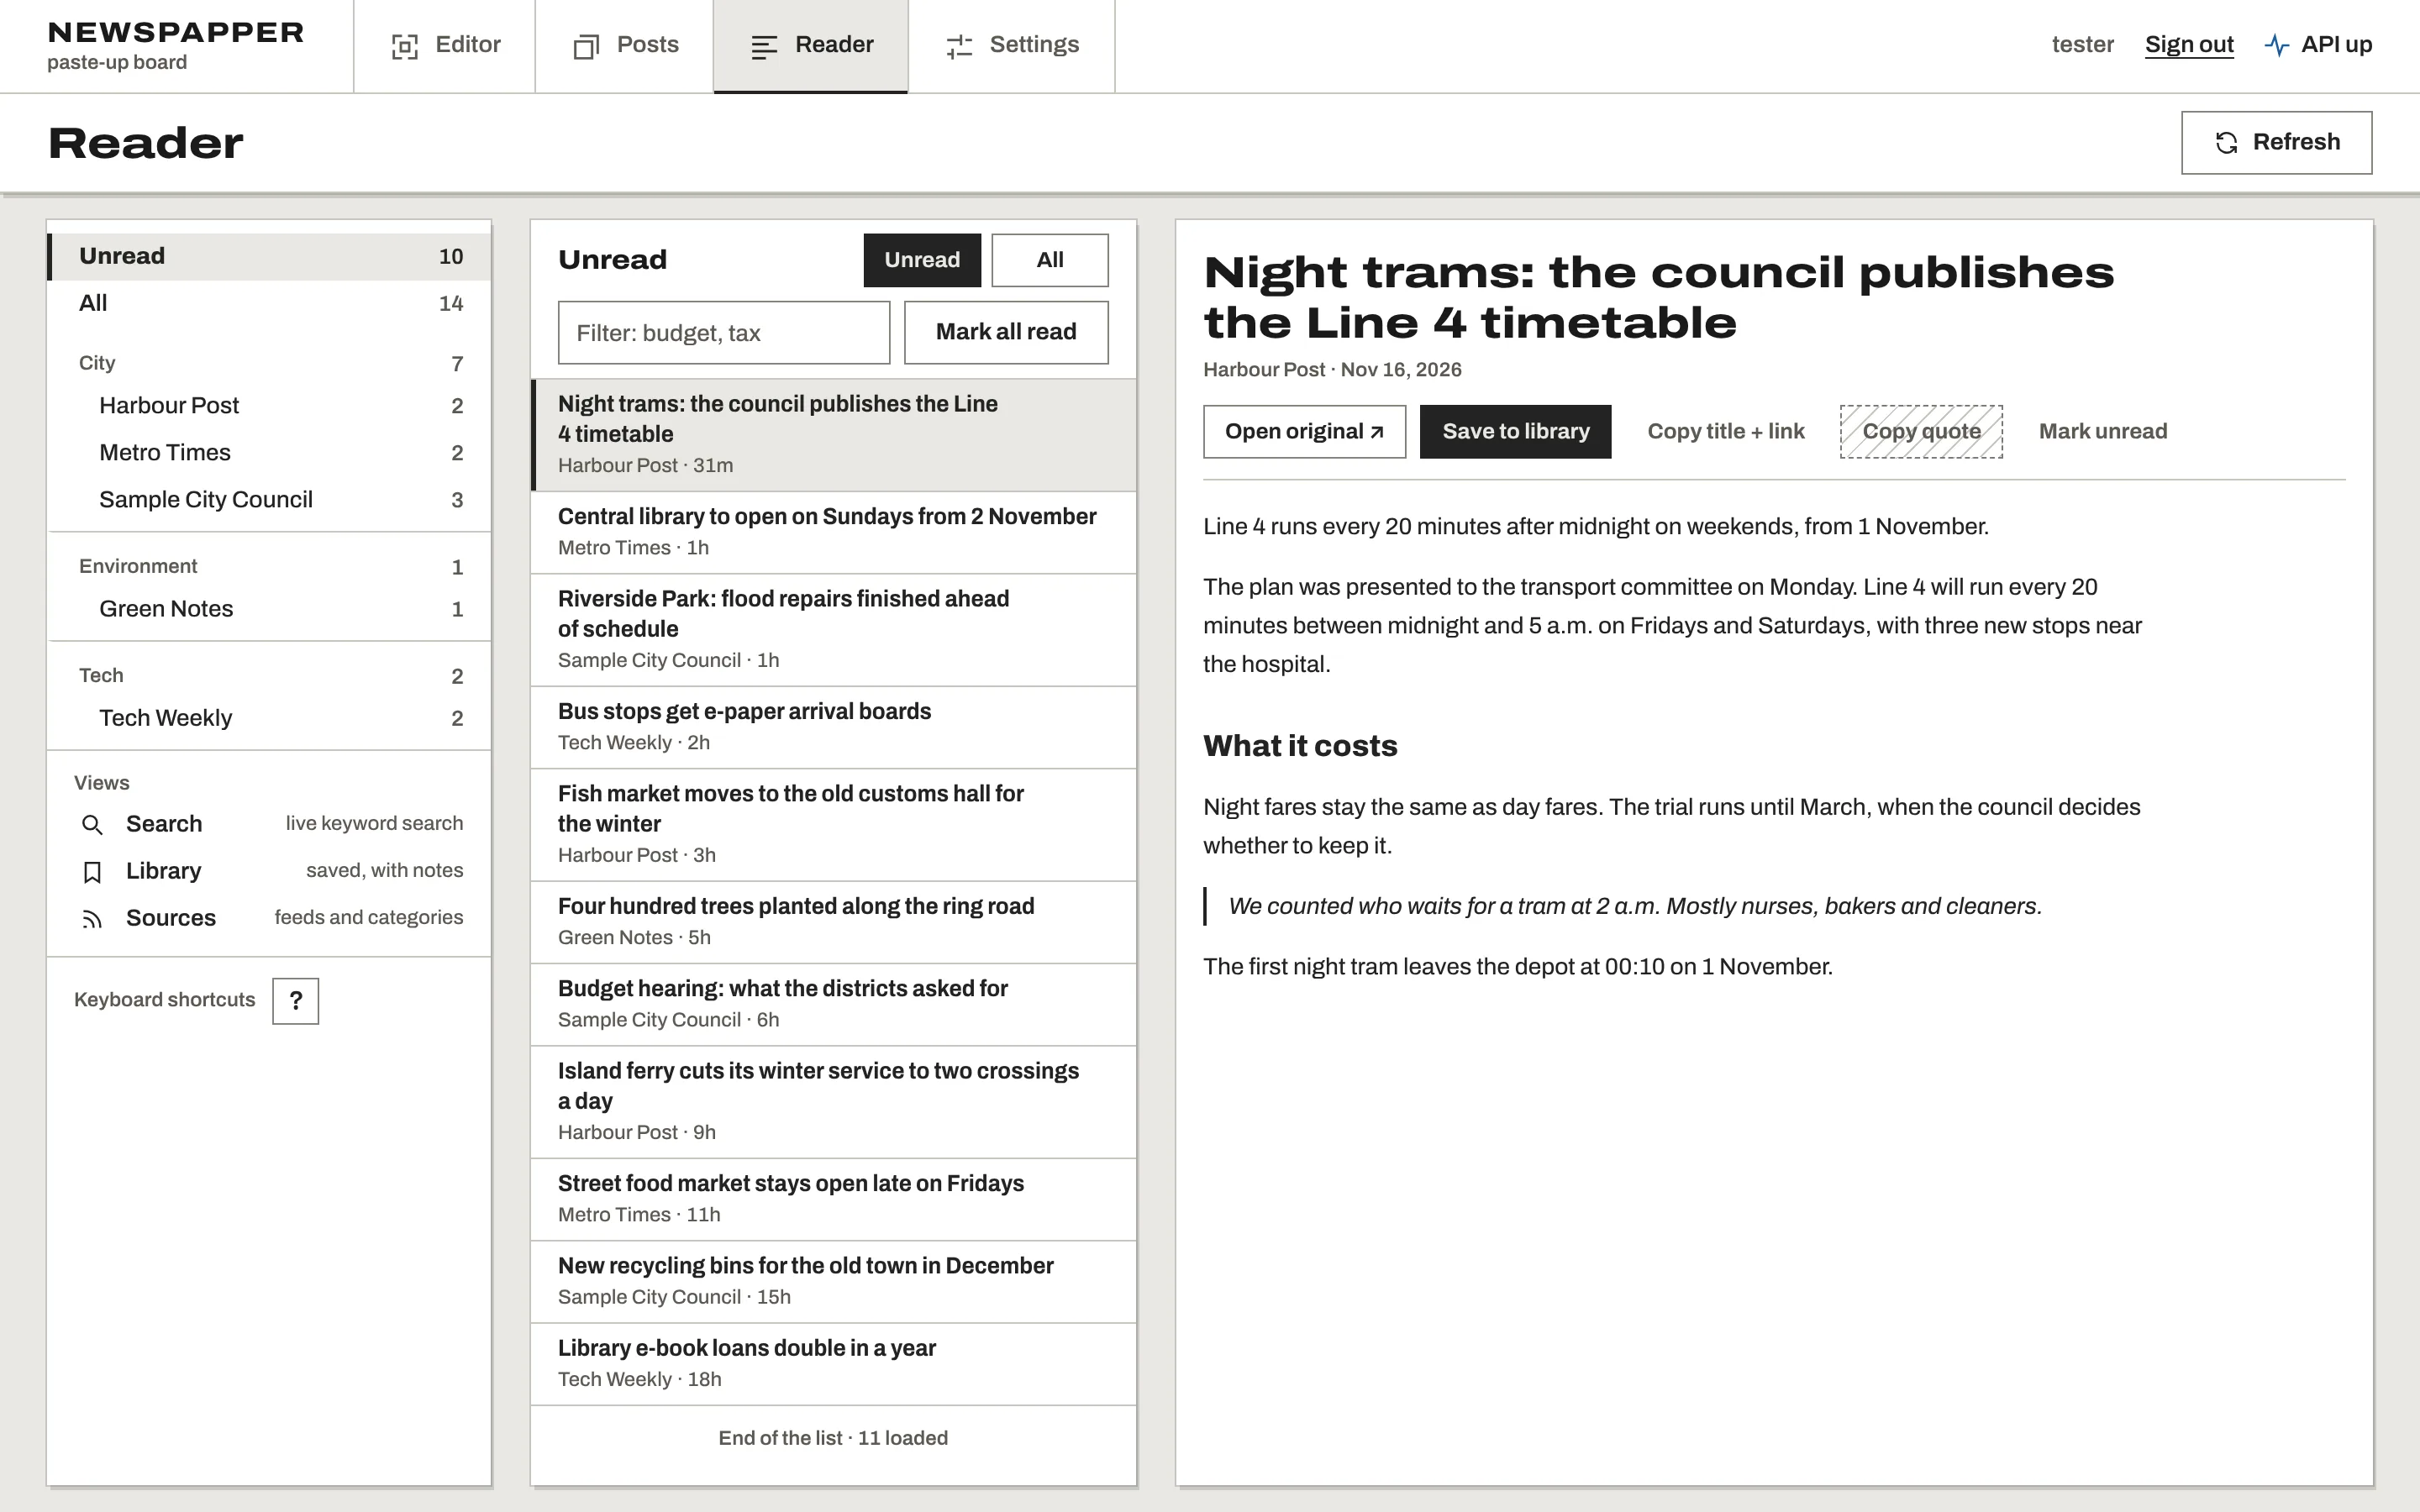 NEWSPAPPER
paste-up board
Editor
Posts
Reader
Settings
tester
Sign out
API up
Reader
Refresh
Unread 10
All 14
City 7
Harbour Post 2
Metro Times 2
Sample City Council 3
Environment 1
Green Notes 1
Tech 2
Tech Weekly 2
Views
Search live keyword search
Library saved, with notes
Sources feeds and categories
Keyboard shortcuts ?
Unread
Unread
All
Filter: budget, tax
Mark all read
Night trams: the council publishes the Line
4 timetable
Harbour Post · 31m
Central library to open on Sundays from 2 November
Metro Times · 1h
Riverside Park: flood repairs finished ahead
of schedule
Sample City Council · 1h
Bus stops get e-paper arrival boards
Tech Weekly · 2h
Fish market moves to the old customs hall for
the winter
Harbour Post · 3h
Four hundred trees planted along the ring road
Green Notes · 5h
Budget hearing: what the districts asked for
Sample City Council · 6h
Island ferry cuts its winter service to two crossings
a day
Harbour Post · 9h
Street food market stays open late on Fridays
Metro Times · 11h
New recycling bins for the old town in December
Sample City Council · 15h
Library e-book loans double in a year
Tech Weekly · 18h
End of the list · 11 loaded
Night trams: the council publishes
the Line 4 timetable
Harbour Post · Nov 16, 2026
Open original ↗
Save to library
Copy title + link
Copy quote
Mark unread
Line 4 runs every 20 minutes after midnight on weekends, from 1 November.
The plan was presented to the transport committee on Monday. Line 4 will run every 20
minutes between midnight and 5 a.m. on Fridays and Saturdays, with three new stops near
the hospital.
What it costs
Night fares stay the same as day fares. The trial runs until March, when the council decides
whether to keep it.
We counted who waits for a tram at 2 a.m. Mostly nurses, bakers and cleaners.
The first night tram leaves the depot at 00:10 on 1 November.